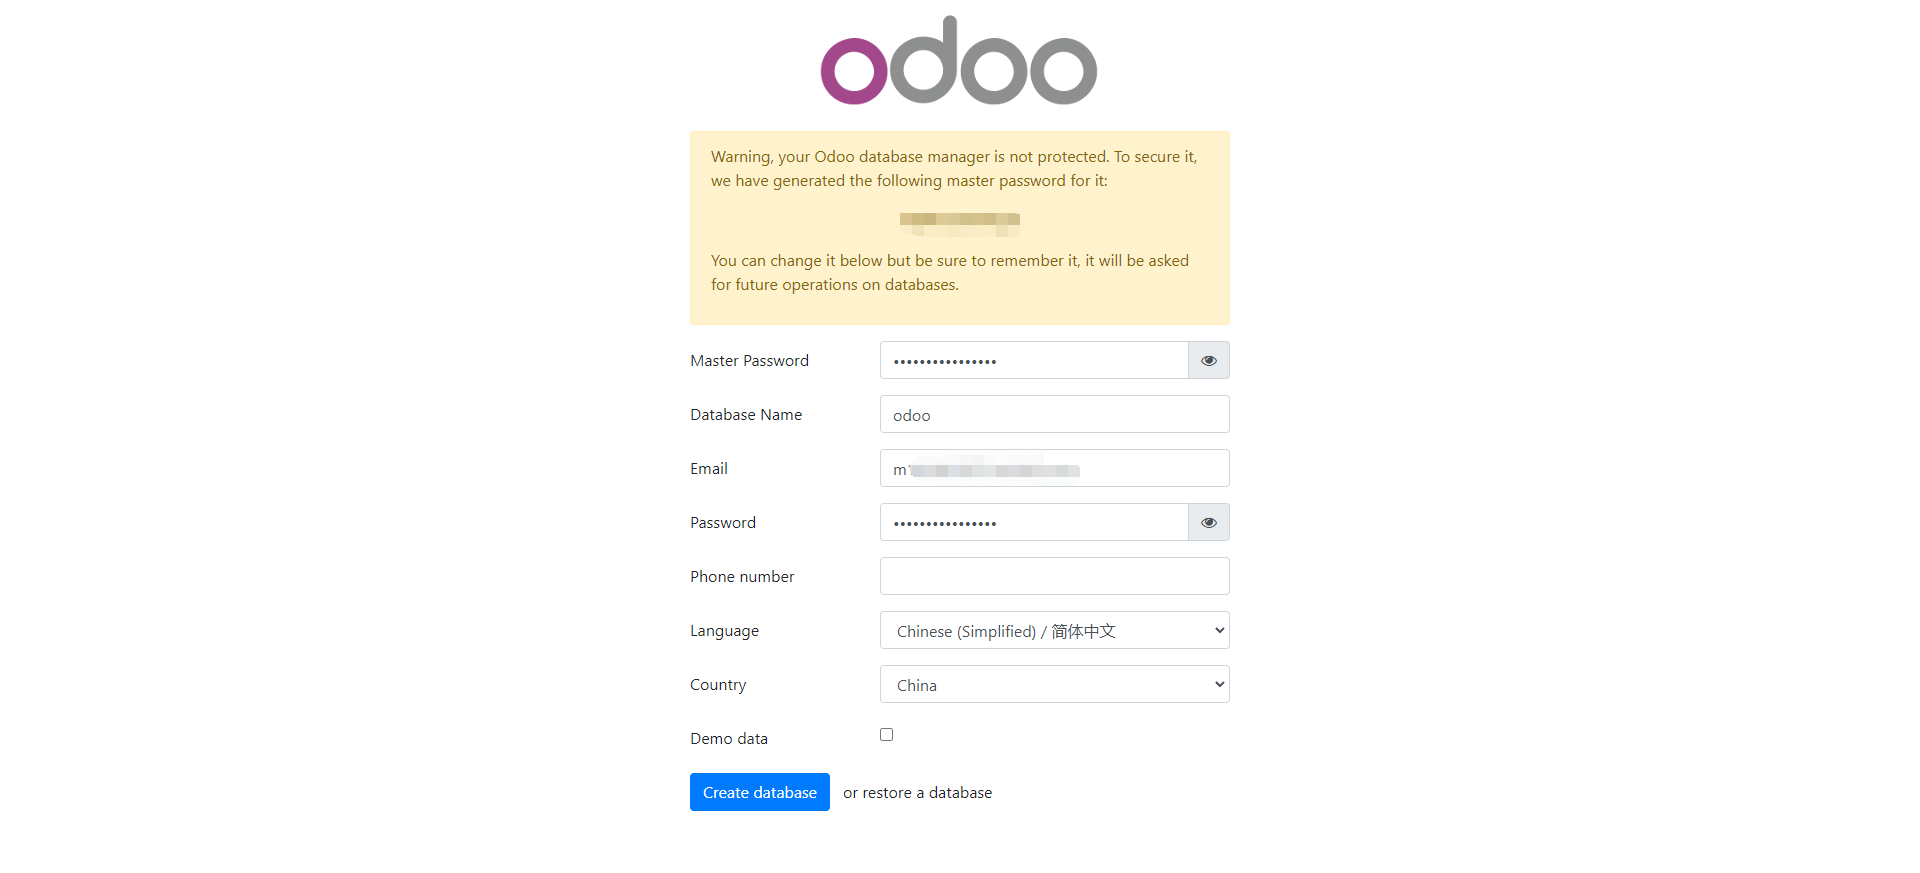 odoo
Warning, your Odoo database manager is not protected. To secure it,
we have generated the following master password for it:
You can change it below but be sure to remember it, it will be asked
for future operations on databases.
Master Password ••••••••••••••••
Database Name odoo
Email
Password ••••••••••••••••
Phone number
Language Chinese (Simplified) / 简体中文
Country China
Demo data
Create database or restore a database